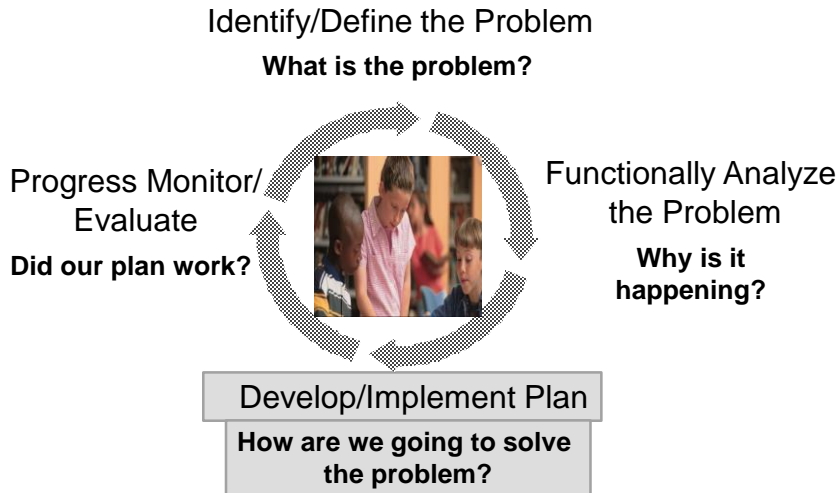 Identify/Define the Problem
What is the problem?
Functionally Analyze
the Problem
Why is it
happening?
Develop/Implement Plan
How are we going to solve
the problem?
Progress Monitor/
Evaluate
Did our plan work?